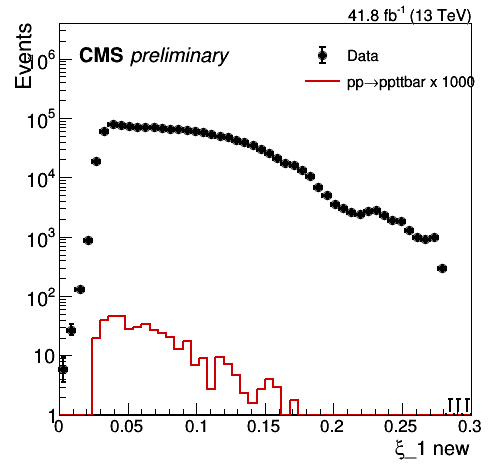 41.8 fb⁻¹ (13 TeV)
Events
CMS preliminary
Data
pp→ppttbar x 1000
10⁶
10⁵
10⁴
10³
10²
10
1
0 0.05 0.1 0.15 0.2 0.25 0.3
ξ_1 new